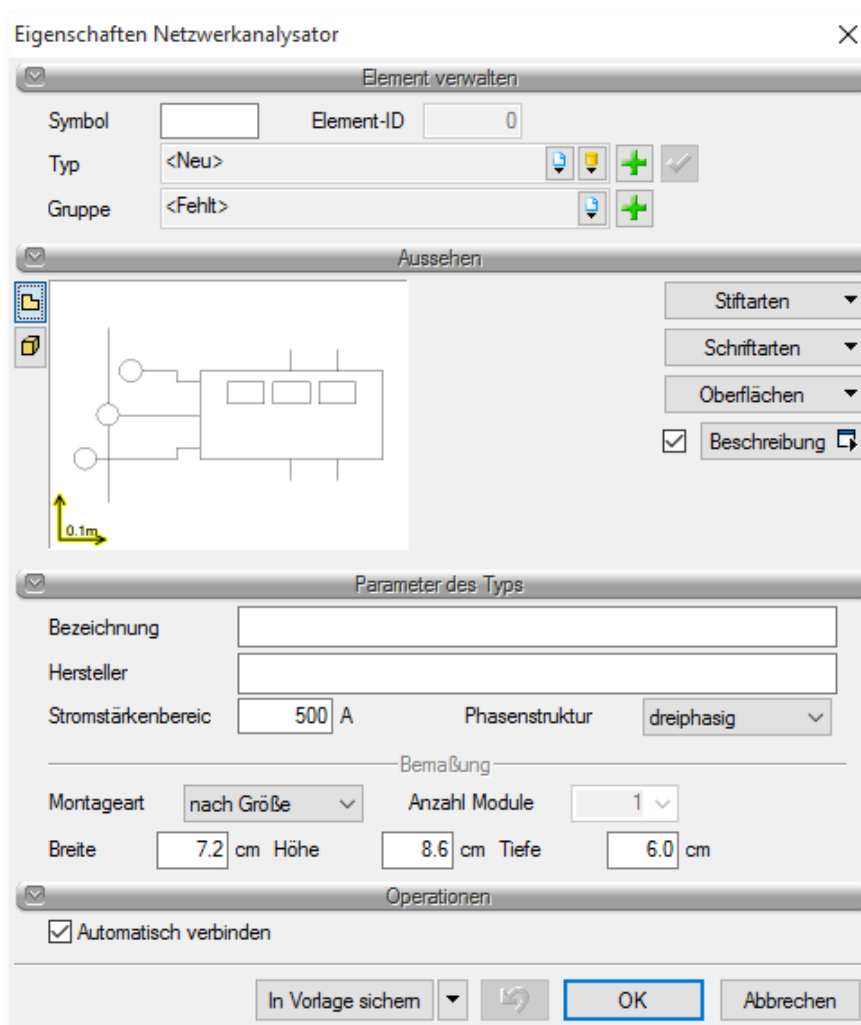 Eigenschaften Netzwerkanalysator
Element verwalten
Symbol Element-ID 0
Typ <Neu>
Gruppe <Fehlt>
Aussehen
Stiftarten
Schriftarten
Oberflächen
Beschreibung
0.1m
Parameter des Typs
Bezeichnung
Hersteller
Stromstärkenbereic 500 A Phasenstruktur dreiphasig
Bemaßung
Montageart nach Größe Anzahl Module 1
Breite 7.2 cm Höhe 8.6 cm Tiefe 6.0 cm
Operationen
Automatisch verbinden
In Vorlage sichern OK Abbrechen